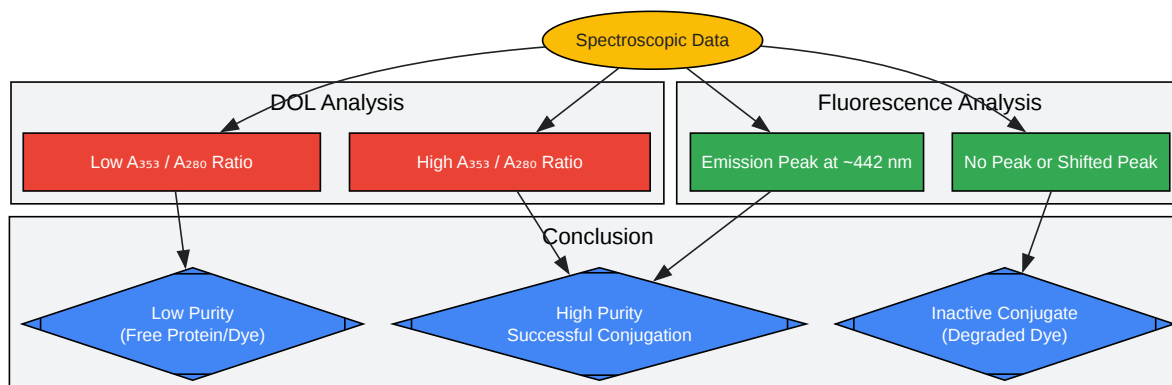 Spectroscopic Data
DOL Analysis
Fluorescence Analysis
Low A₃₅₃ / A₂₈₀ Ratio
High A₃₅₃ / A₂₈₀ Ratio
Emission Peak at ~442 nm
No Peak or Shifted Peak
Conclusion
Low Purity
(Free Protein/Dye)
High Purity
Successful Conjugation
Inactive Conjugate
(Degraded Dye)